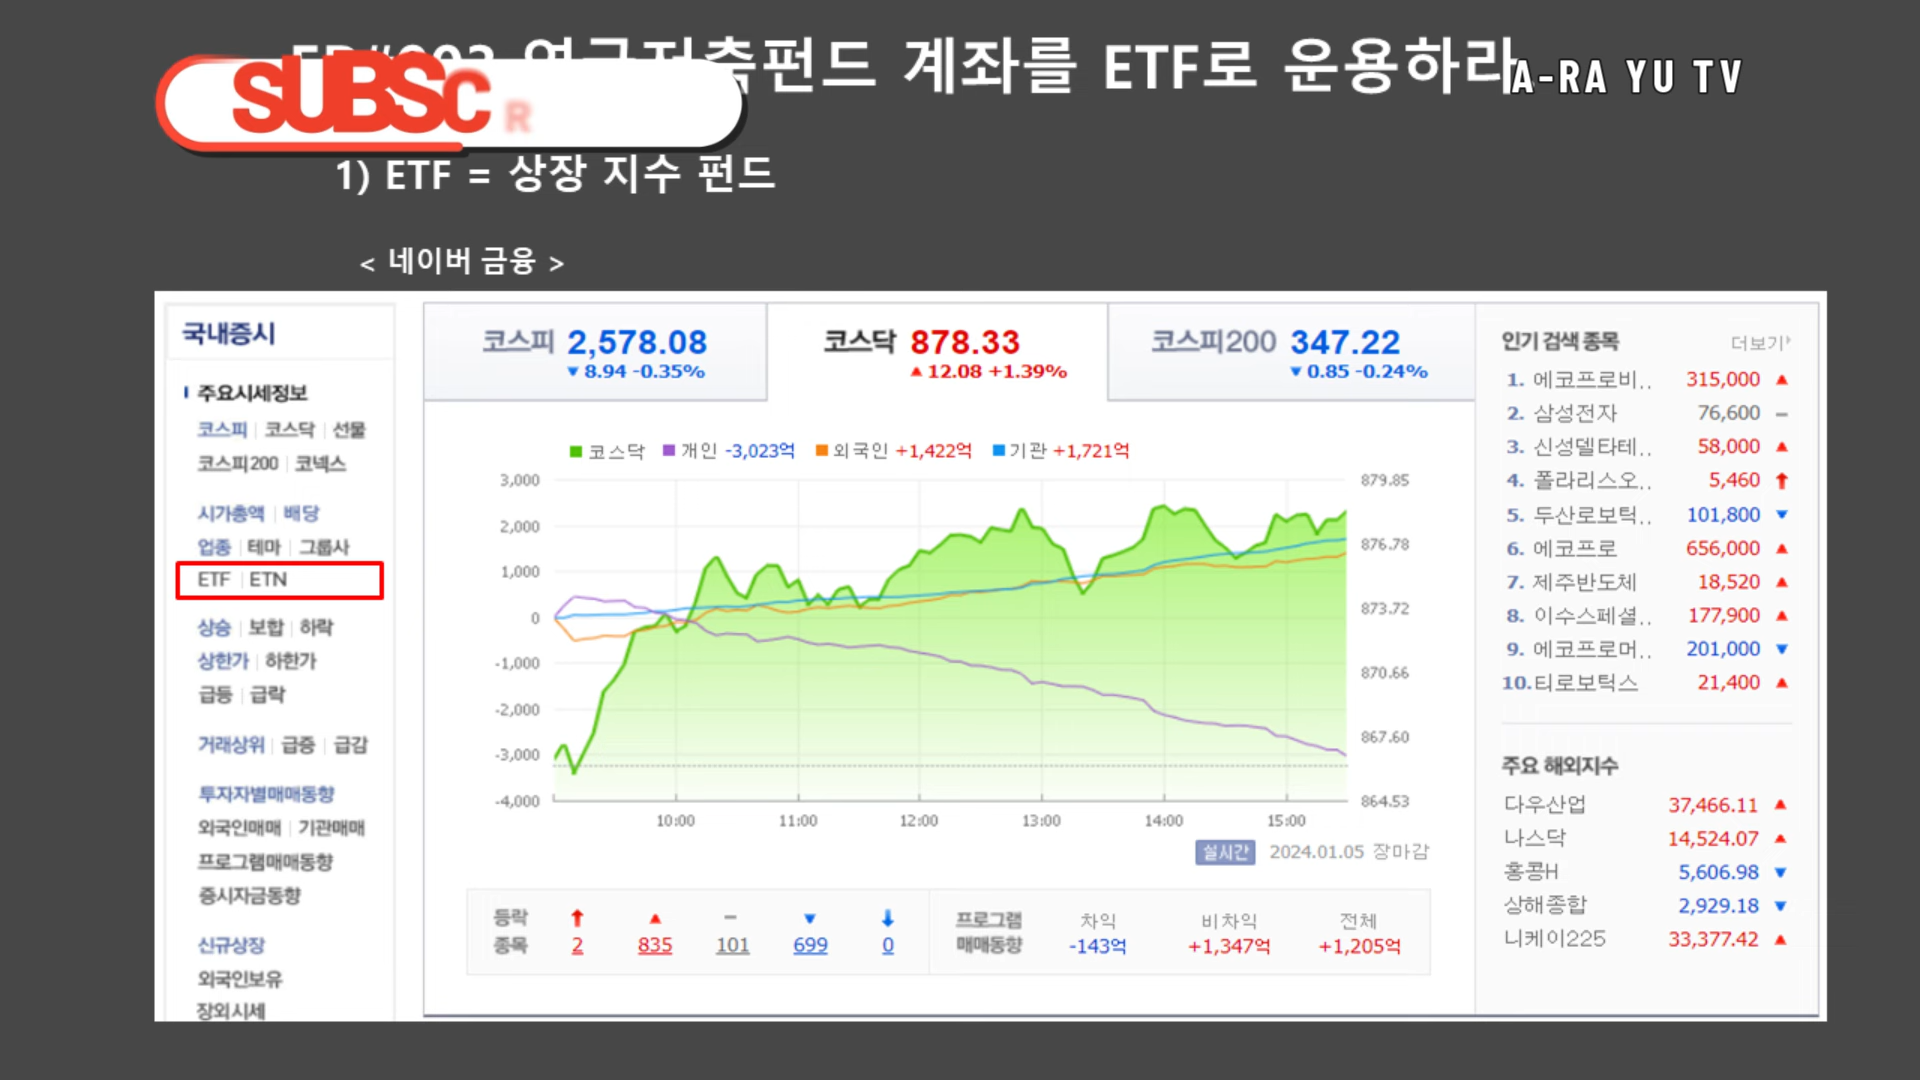 펀드 계좌를 ETF로 운용하라
A-RA YU TV
SUBSCR
1) ETF = 상장 지수 펀드
< 네이버 금융 >
국내증시
주요시세정보
코스피 | 코스닥 | 선물
코스피200 | 코넥스
시가총액 | 배당
업종 | 테마 | 그룹사
ETF | ETN
상승 | 보합 | 하락
상한가 | 하한가
급등 | 급락
거래상위 | 급증 | 급감
투자자별매매동향
외국인매매 | 기관매매
프로그램매매동향
증시자금동향
신규상장
외국인보유
장외시세
코스피 2,578.08
▼ 8.94 -0.35%
코스닥 878.33
▲ 12.08 +1.39%
코스피200 347.22
▼ 0.85 -0.24%
코스닥 개인 -3,023억 외국인 +1,422억 기관 +1,721억
3,000
2,000
1,000
0
-1,000
-2,000
-3,000
-4,000
879.85
876.78
873.72
870.66
867.60
864.53
10:00 11:00 12:00 13:00 14:00 15:00
실시간 2024.01.05 장마감
등락 종목
2 835 101 699 0
프로그램 매매동향
차익 비차익 전체
-143억 +1,347억 +1,205억
인기 검색 종목 더보기
1. 에코프로비.. 315,000 ▲
2. 삼성전자 76,600 –
3. 신성델타테.. 58,000 ▲
4. 폴라리스오.. 5,460 ↑
5. 두산로보틱.. 101,800 ▼
6. 에코프로 656,000 ▲
7. 제주반도체 18,520 ▲
8. 이수스페셜.. 177,900 ▲
9. 에코프로머.. 201,000 ▼
10. 티로보틱스 21,400 ▲
주요 해외지수
다우산업 37,466.11 ▲
나스닥 14,524.07 ▲
홍콩H 5,606.98 ▼
상해종합 2,929.18 ▼
니케이225 33,377.42 ▲